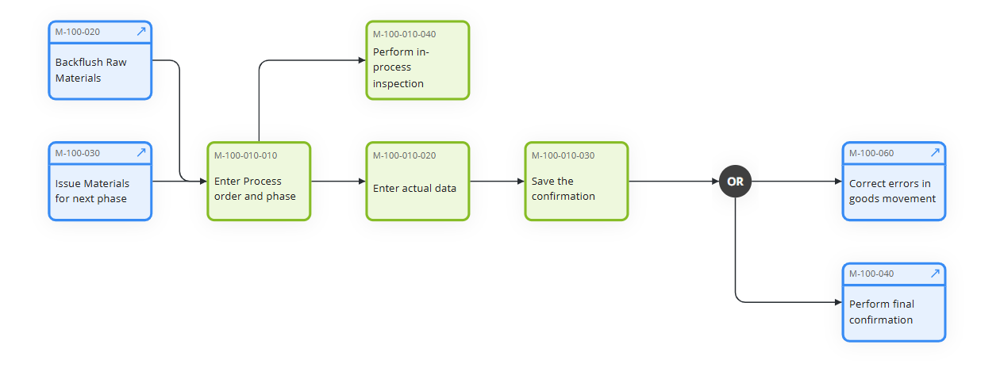 M-100-020
Backflush Raw
Materials
M-100-010-040
Perform in-
process
inspection
M-100-030
Issue Materials
for next phase
M-100-010-010
Enter Process
order and phase
M-100-010-020
Enter actual data
M-100-010-030
Save the
confirmation
OR
M-100-060
Correct errors in
goods movement
M-100-040
Perform final
confirmation